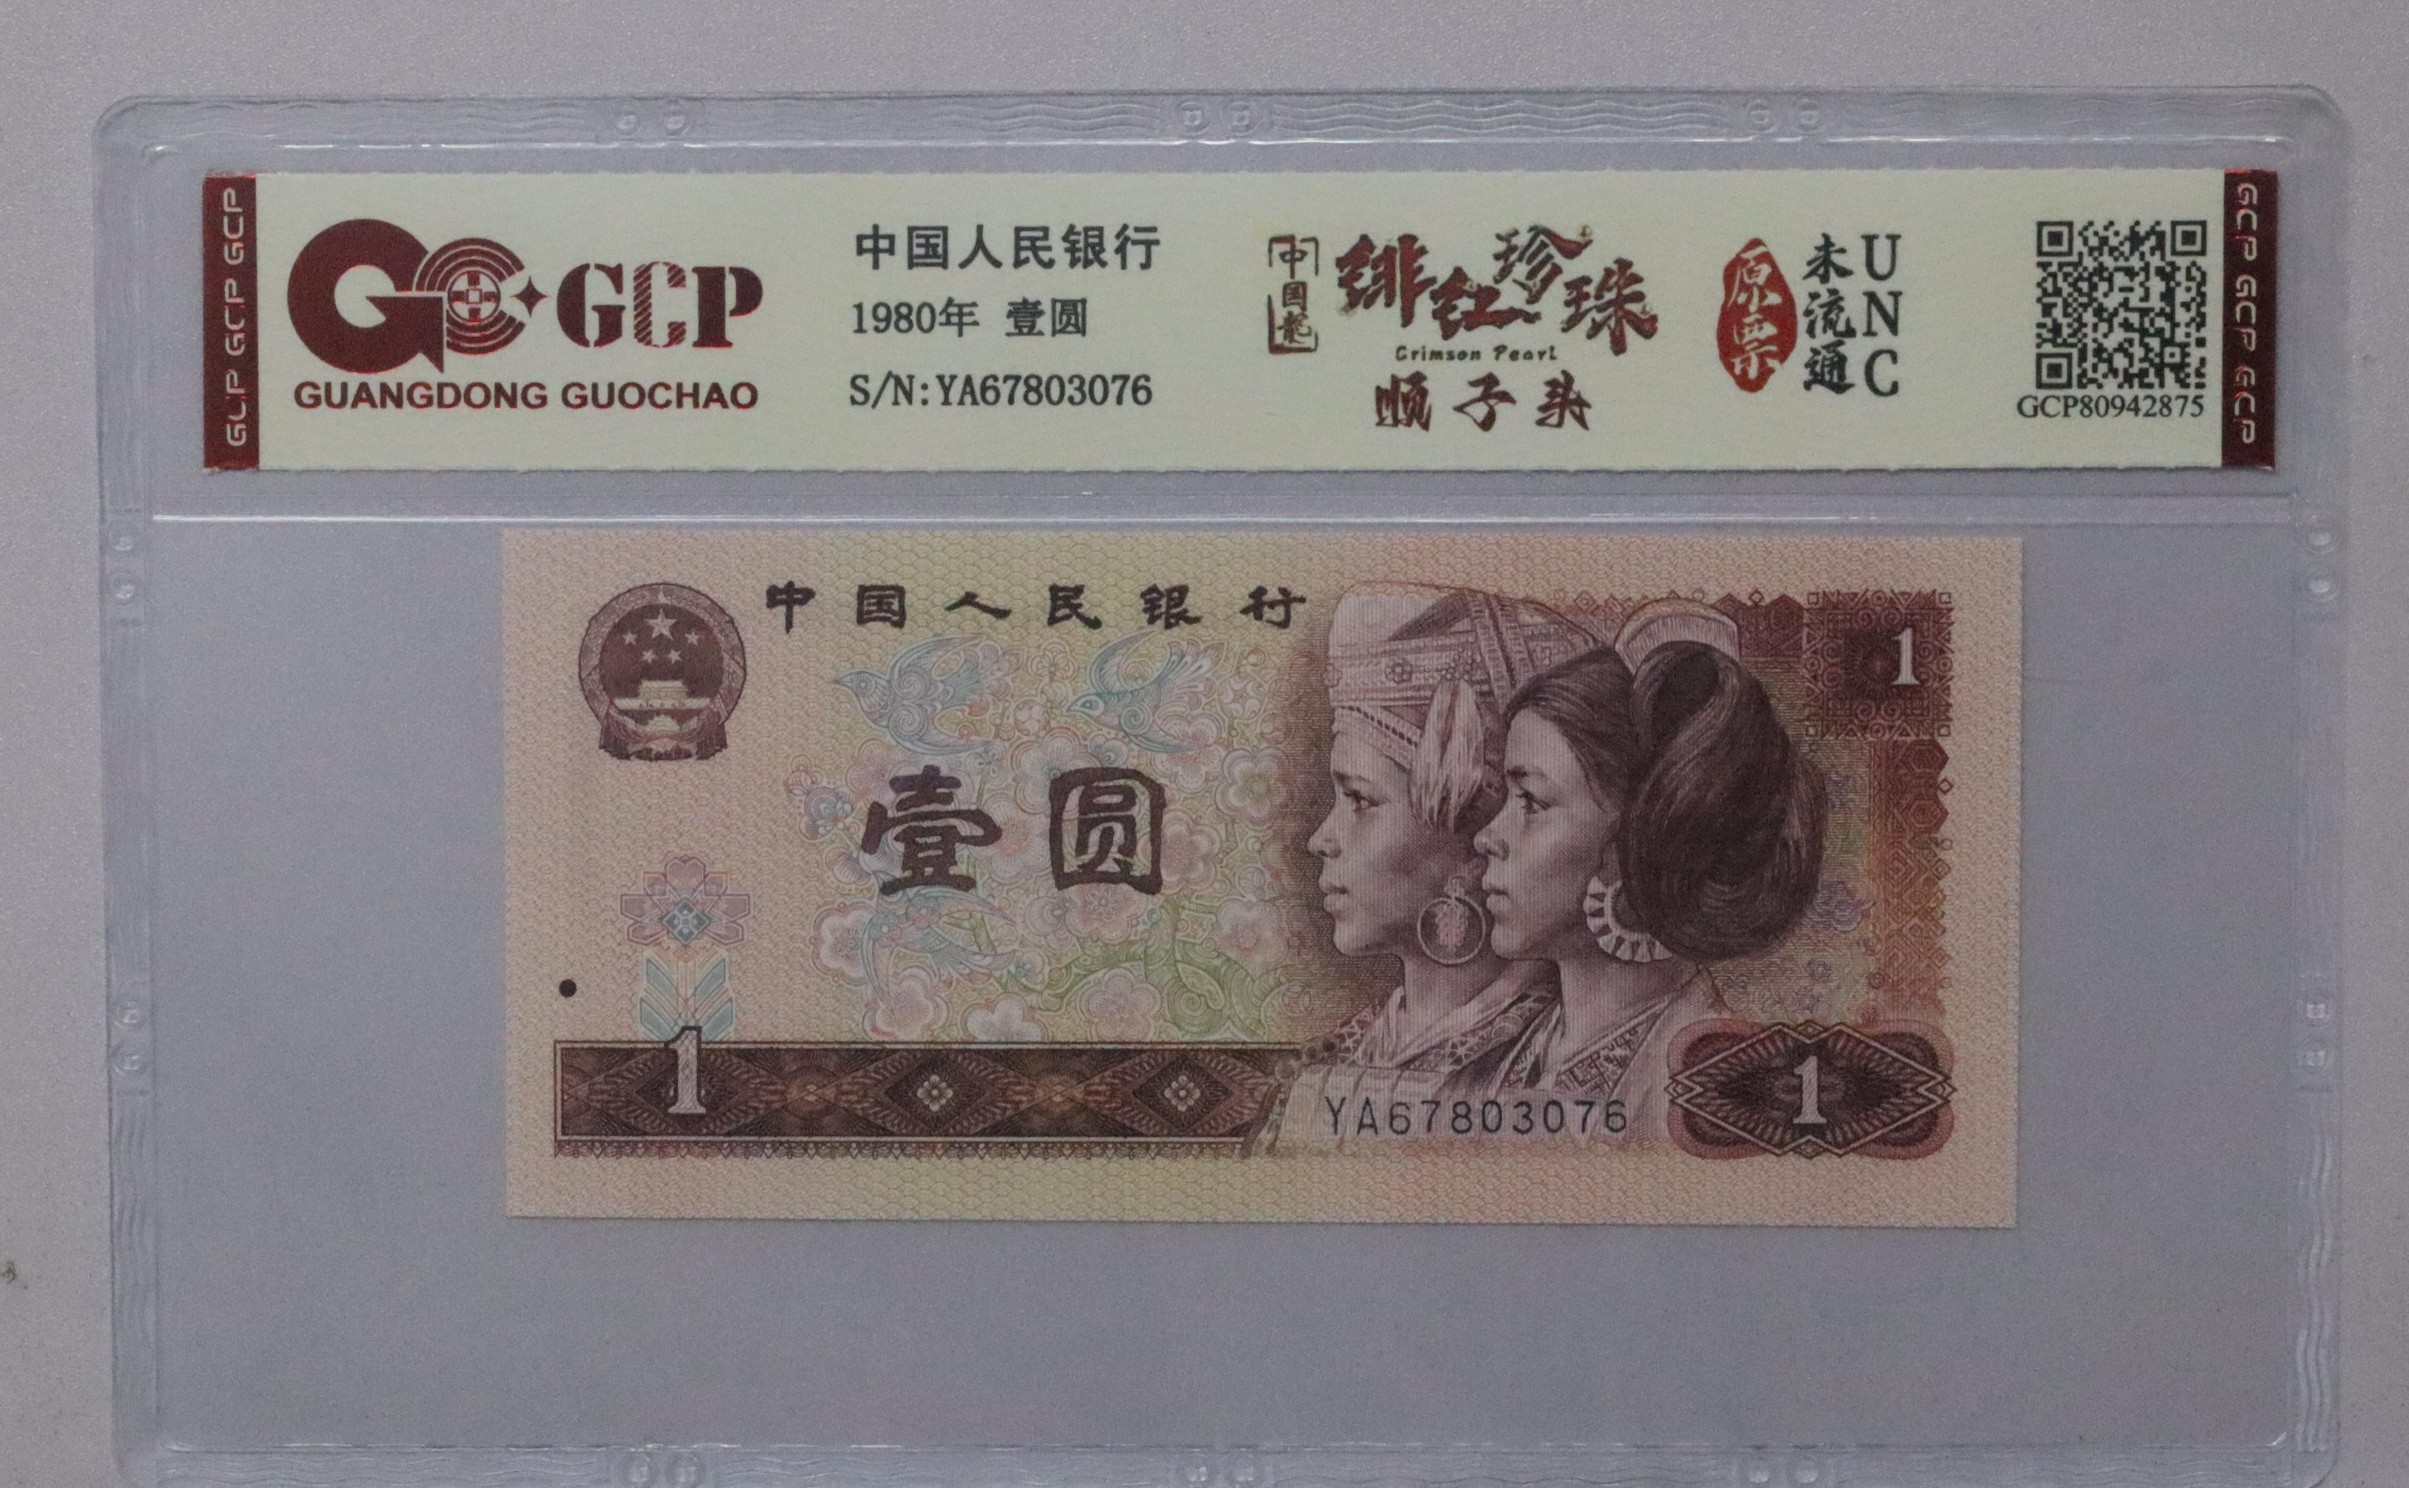 GCP GCP GCP
GCP
GUANGDONG GUOCHAO
中国人民银行
1980年 壹圆
S/N:YA67803076
中国龙
绯红珍珠
Crimson Pearl
顺子头
原票
未流通
UNC
GCP80942875
GCP GCP GCP
中国人民银行
1
壹圆
1
YA67803076
1